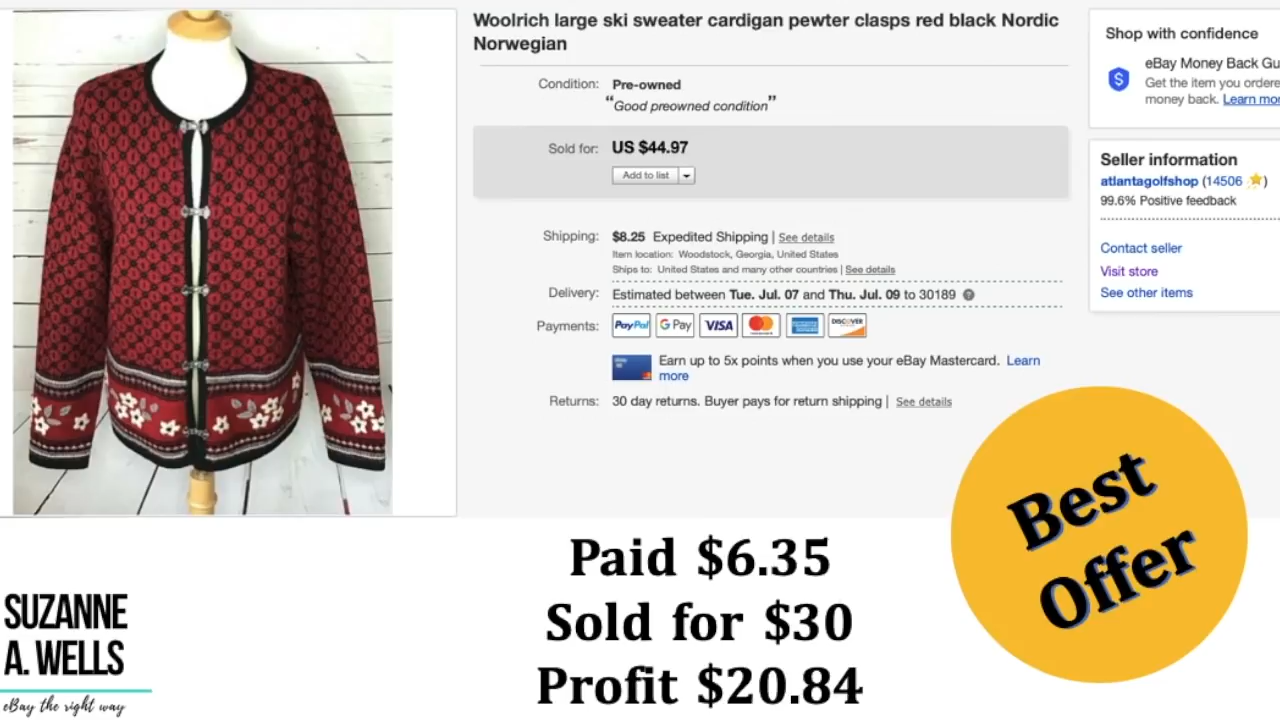 Woolrich large ski sweater cardigan pewter clasps red black Nordic
Norwegian
Condition: Pre-owned
“Good preowned condition”
Sold for: US $44.97
Add to list
Shipping: $8.25 Expedited Shipping | See details
Item location: Woodstock, Georgia, United States
Ships to: United States and many other countries | See details
Delivery: Estimated between Tue. Jul. 07 and Thu. Jul. 09 to 30189 ?
Payments: PayPal G Pay VISA MasterCard AMERICAN EXPRESS DISCOVER
Earn up to 5x points when you use your eBay Mastercard. Learn
more
Returns: 30 day returns. Buyer pays for return shipping | See details
Shop with confidence
eBay Money Back Gu
Get the item you ordere
money back. Learn mor
Seller information
atlantagolfshop (14506 )
99.6% Positive feedback
Contact seller
Visit store
See other items
Best
Offer
Paid $6.35
Sold for $30
Profit $20.84
SUZANNE
A. WELLS
eBay the right way